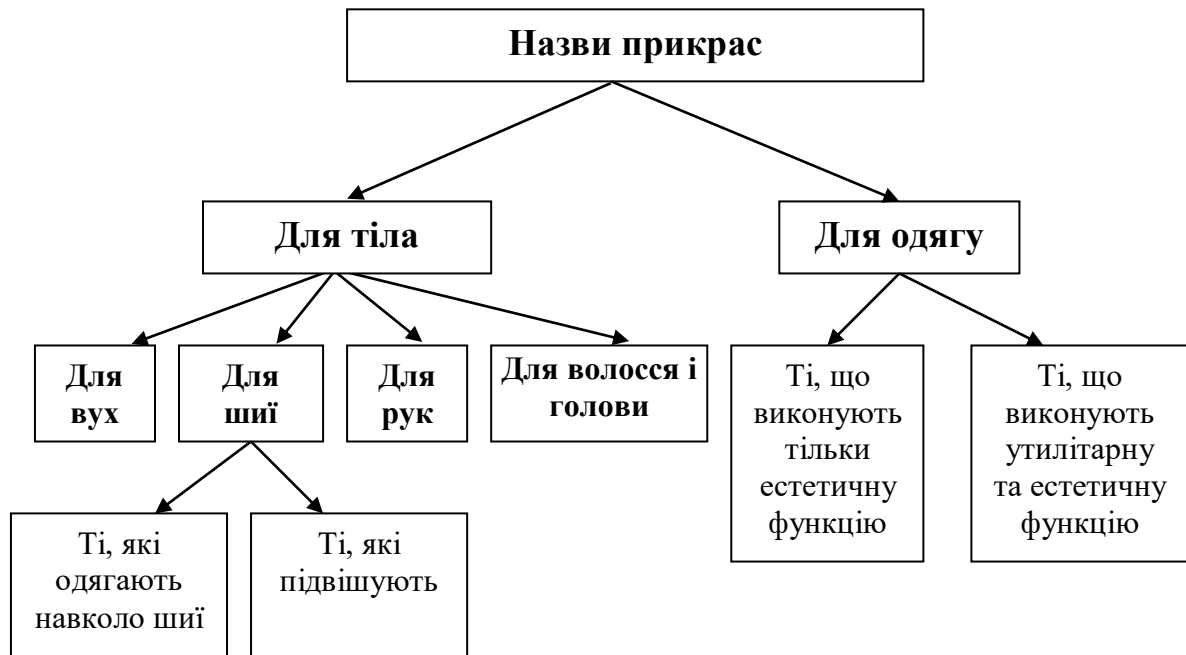 Назви прикрас
Для тіла
Для одягу
Для
вух
Для
шиї
Для
рук
Для волосся і
голови
Ті, що
виконують
тільки
естетичну
функцію
Ті, що
виконують
утилітарну
та естетичну
функцію
Ті, які
одягають
навколо шиї
Ті, які
підвішують